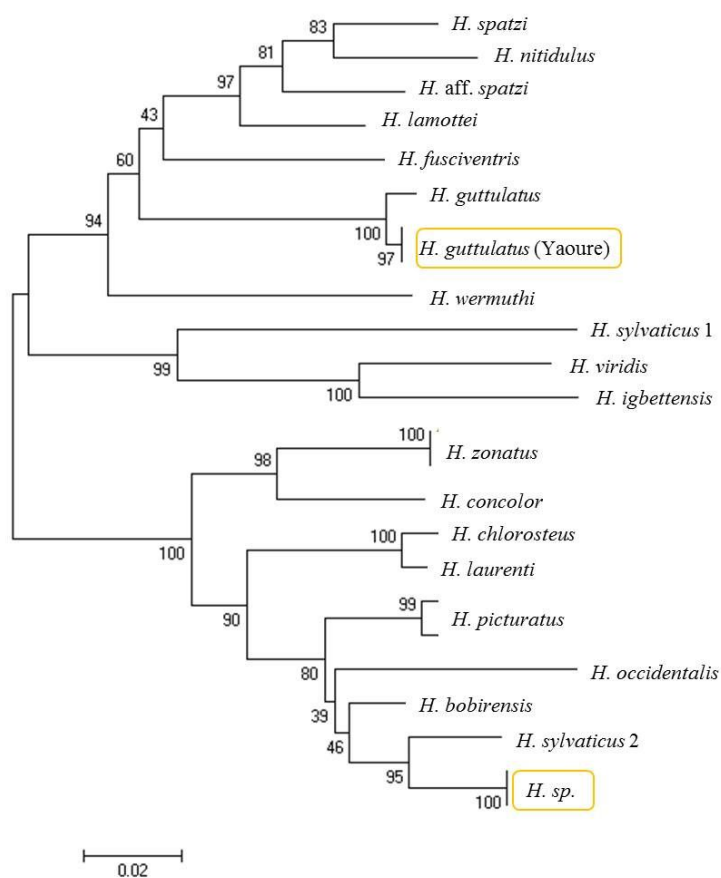 83
H. spatzi
81
H. nitidulus
97
H. aff. spatzi
43
H. lamottei
60
H. fusciventris
94
H. guttulatus
100
H. guttulatus (Yaoure)
97
H. wermuthi
H. sylvaticus 1
99
H. viridis
100
H. igbettensis
100
H. zonatus
98
H. concolor
100
100
H. chlorosteus
H. laurenti
90
99
H. picturatus
80
H. occidentalis
39
H. bobirensis
46
H. sylvaticus 2
95
100
H. sp.
0.02